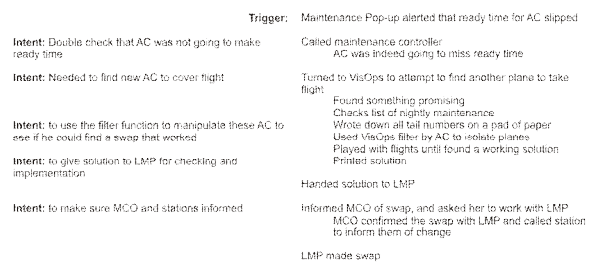 Trigger: Maintenance Pop-up alerted that ready time for AC slipped
Intent: Double check that AC was not going to make
ready time
Called maintenance controller
AC was indeed going to miss ready time
Intent: Needed to find new AC to cover flight
Turned to VisOps to attempt to find another plane to take
flight
Found something promising
Checks list of nightly maintenance
Wrote down all tail numbers on a pad of paper
Intent: to use the filter function to manipulate these AC to
see if he could find a swap that worked
Used VisOps filter by AC to isolate planes
Played with flights until found a working solution
Printed solution
Intent: to give solution to LMP for checking and
implementation
Handed solution to LMP
Intent: to make sure MCO and stations informed
Informed MCO of swap, and asked her to work with LMP
MCO confirmed the swap with LMP and called station
to inform them of change
LMP made swap